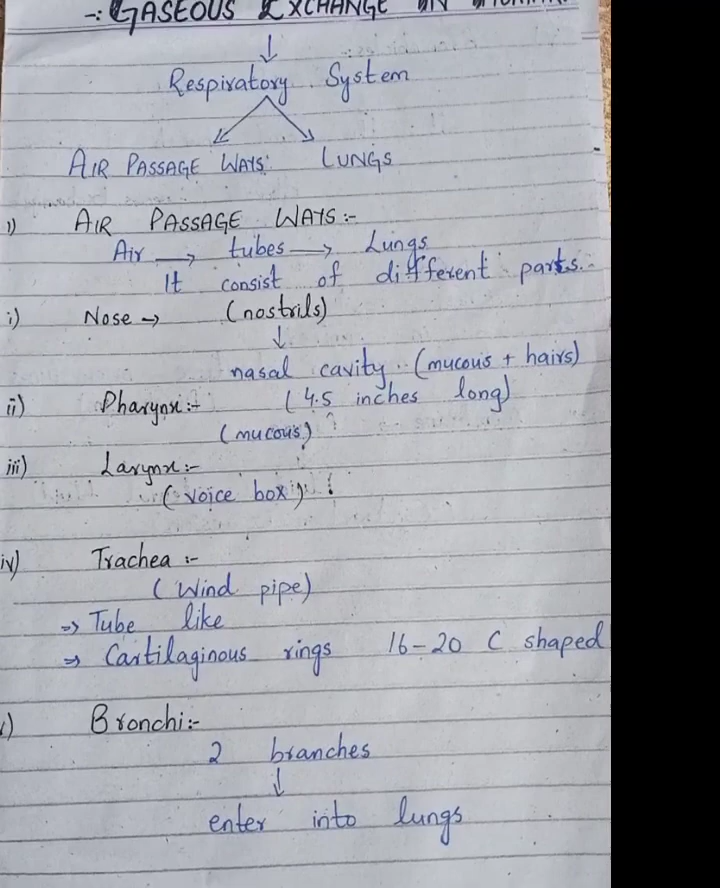 -: GASEOUS EXCHANGE IN
↓
Respiratory System
AIR PASSAGE WAYS: LUNGS
1) AIR PASSAGE WAYS:-
Air → tubes → Lungs
It consist of different parts.
i) Nose → (nostrils)
↓
nasal cavity (mucous + hairs)
ii) Pharynx:- (4.5 inches long)
(mucous)
iii) Larynx:-
(voice box)
iv) Trachea :-
(Wind pipe)
⇒ Tube like
⇒ Cartilaginous rings 16-20 C shaped
) Bronchi:-
2 branches
↓
enter into lungs